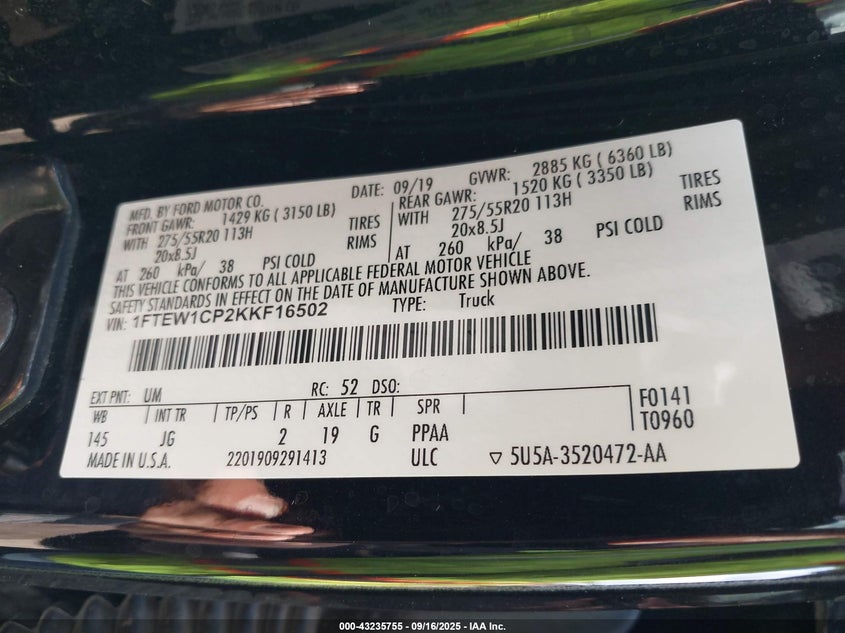 MFD. BY FORD MOTOR CO. DATE: 09/19 GVWR: 2885 KG ( 6360 LB)
FRONT GAWR: 1429 KG ( 3150 LB) REAR GAWR: 1520 KG ( 3350 LB)
WITH 275/55R20 113H TIRES WITH 275/55R20 113H TIRES
20x8.5J RIMS 20x8.5J RIMS
AT 260 kPa/ 38 PSI COLD AT 260 kPa/ 38 PSI COLD
THIS VEHICLE CONFORMS TO ALL APPLICABLE FEDERAL MOTOR VEHICLE
SAFETY STANDARDS IN EFFECT ON THE DATE OF MANUFACTURE SHOWN ABOVE.
VIN: 1FTEW1CP2KKF16502 TYPE: Truck
EXT PNT: UM RC: 52 DSO:
WB INT TR TP/PS R AXLE TR SPR F0141
145 JG 2 19 G PPAA T0960
MADE IN U.S.A. 2201909291413 ULC ▽ 5U5A-3520472-AA
000-43235755 - 09/16/2025 - IAA Inc.